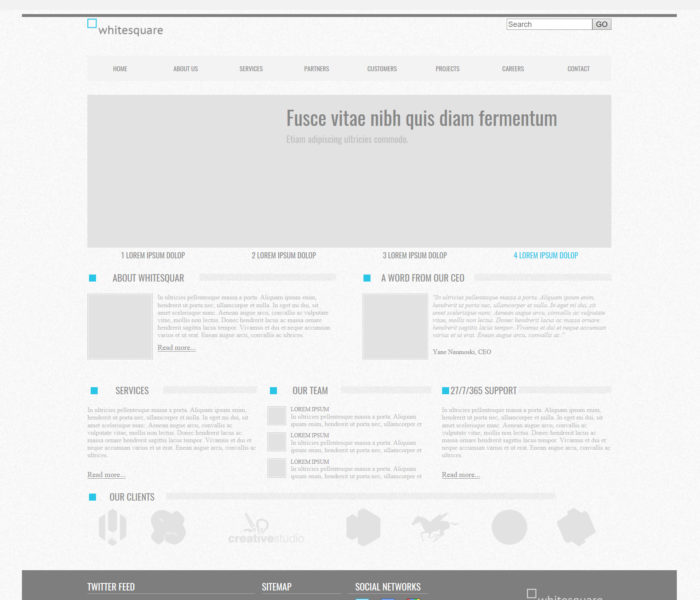 whitesquare
Search GO
HOME ABOUT US SERVICES PARTNERS CUSTOMERS PROJECTS CAREERS CONTACT
Fusce vitae nibh quis diam fermentum
Etiam adipiscing ultricies commodo.
1 LOREM IPSUM DOLOP 2 LOREM IPSUM DOLOP 3 LOREM IPSUM DOLOP 4 LOREM IPSUM DOLOP
ABOUT WHITESQUAR
In ultricies pellentesque massa a porta. Aliquam ipsum enim,
hendrerit ut porta nec, ullamcorper et nulla. In eget mi dui, sit
amet scelerisque nunc. Aenean augue arcu, convallis ac vulputate
vitae, mollis non lectus. Donec hendrerit lacus ac massa ornare
hendrerit sagittis lacus tempor. Vivamus et dui et neque accumsan
varius et ut erat. Enean augue arcu, convallis ac ultrices.
Read more...
A WORD FROM OUR CEO
"In ultricies pellentesque massa a porta. Aliquam ipsum enim,
hendrerit ut porta nec, ullamcorper et nulla. In eget mi dui, sit
amet scelerisque nunc. Aenean augue arcu, convallis ac vulputate
vitae, mollis non lectus. Donec hendrerit lacus ac massa ornare
hendrerit sagittis lacus tempor. Vivamus et dui et neque accumsan
varius et ut erat. Enean augue arcu, convallis ac."
CEO
SERVICES
In ultricies pellentesque massa a porta. Aliquam ipsum enim,
hendrerit ut porta nec, ullamcorper et nulla. In eget mi dui, sit
amet scelerisque nunc. Aenean augue arcu, convallis ac
vulputate vitae, mollis non lectus. Donec hendrerit lacus ac
massa ornare hendrerit sagittis lacus tempor. Vivamus et dui et
neque accumsan varius et ut erat. Enean augue arcu, convallis ac
ultrices.
Read more...
OUR TEAM
LOREM IPSUM
In ultricies pellentesque massa a porta. Aliquam
ipsum enim, hendrerit ut porta nec, ullamcorper et
LOREM IPSUM
In ultricies pellentesque massa a porta. Aliquam
ipsum enim, hendrerit ut porta nec, ullamcorper et
LOREM IPSUM
In ultricies pellentesque massa a porta. Aliquam
ipsum enim, hendrerit ut porta nec, ullamcorper et
27/7/365 SUPPORT
In ultricies pellentesque massa a porta. Aliquam ipsum enim,
hendrerit ut porta nec, ullamcorper et nulla. In eget mi dui, sit
amet scelerisque nunc. Aenean augue arcu, convallis ac
vulputate vitae, mollis non lectus. Donec hendrerit lacus ac
massa ornare hendrerit sagittis lacus tempor. Vivamus et dui et
neque accumsan varius et ut erat. Enean augue arcu, convallis ac
ultrices.
Read more...
OUR CLIENTS
creativestudio
TWITTER FEED SITEMAP SOCIAL NETWORKS
whitesquare